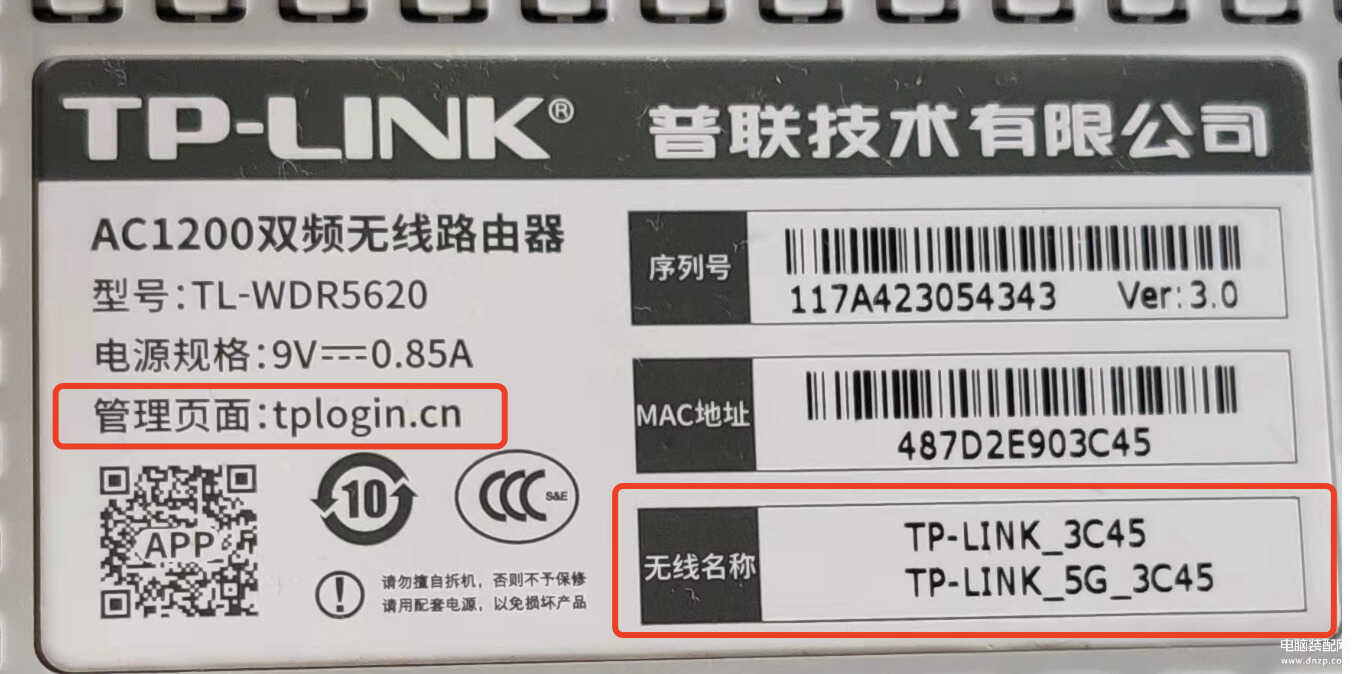 TP-LINK® 普联技术有限公司
AC1200双频无线路由器
型号:TL-WDR5620
电源规格:9V⎓0.85A
管理页面:tplogin.cn
APP
10
CCC S&E
请勿擅自拆机，否则不予保修
请用配套电源，以免损坏产品
序列号
117A423054343 Ver:3.0
MAC地址
487D2E903C45
无线名称
TP-LINK_3C45
TP-LINK_5G_3C45
电脑装配网
www.dnzp.co